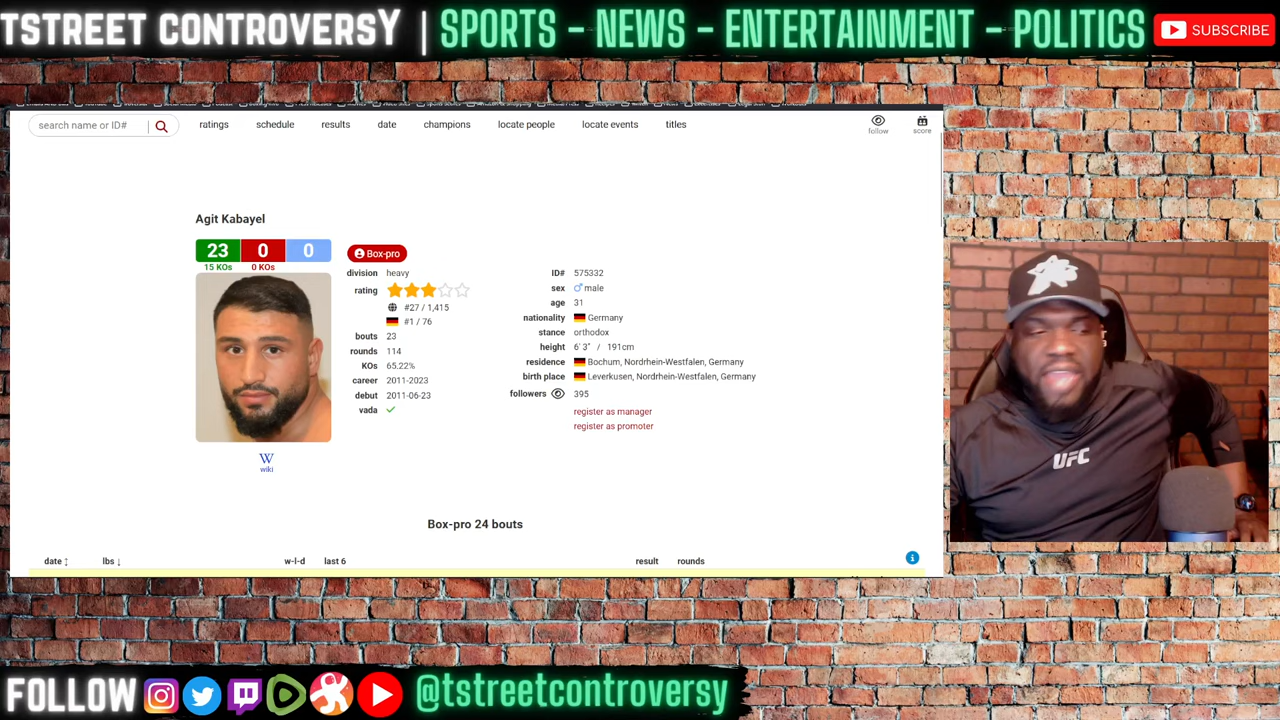 TSTREET CONTROVERSY | SPORTS - NEWS - ENTERTAINMENT - POLITICS
SUBSCRIBE
search name or ID#
ratings schedule results date champions locate people locate events titles
follow
score
Agit Kabayel
23 0 0
15 KOs 0 KOs
Box-pro
division heavy
rating
#27 / 1,415
#1 / 76
bouts 23
rounds 114
KOs 65.22%
career 2011-2023
debut 2011-06-23
vada
ID# 575332
sex male
age 31
nationality Germany
stance orthodox
height 6' 3" / 191cm
residence Bochum, Nordrhein-Westfalen, Germany
birth place Leverkusen, Nordrhein-Westfalen, Germany
followers 395
register as manager
register as promoter
W
wiki
Box-pro 24 bouts
date lbs w-l-d last 6 result rounds
UFC
FOLLOW @tstreetcontroversy